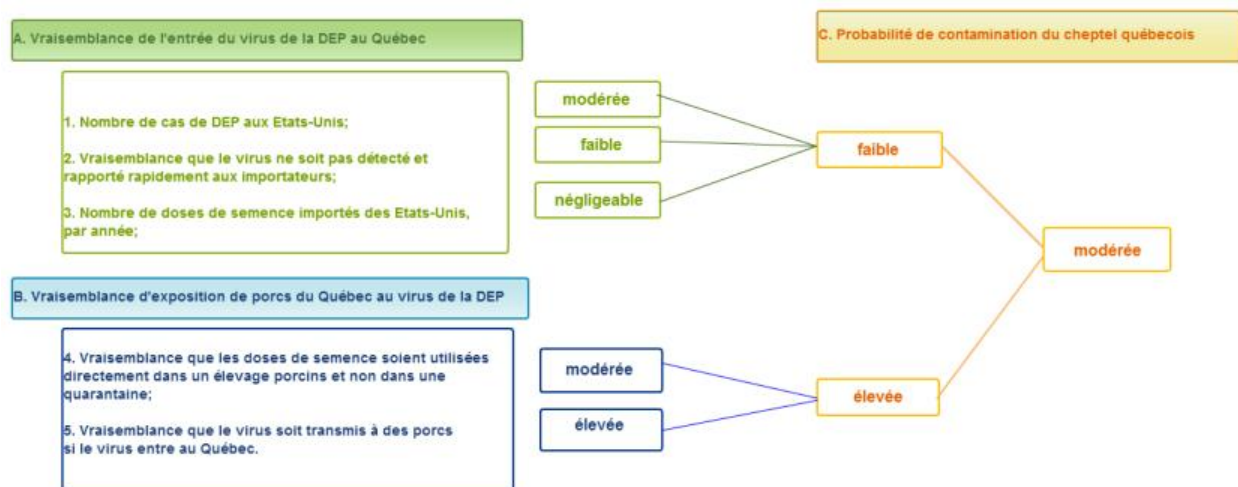 A. Vraisemblance de l'entrée du virus de la DEP au Québec
C. Probabilité de contamination du cheptel québecois
1. Nombre de cas de DEP aux Etats-Unis;
2. Vraisemblance que le virus ne soit pas détecté et
rapporté rapidement aux importateurs;
3. Nombre de doses de semence importés des Etats-Unis,
par année;
modérée
faible
négligeable
faible
modérée
B. Vraisemblance d'exposition de porcs du Québec au virus de la DEP
4. Vraisemblance que les doses de semence soient utilisées
directement dans un élevage porcins et non dans une
quarantaine;
5. Vraisemblance que le virus soit transmis à des porcs
si le virus entre au Québec.
modérée
élevée
élevée